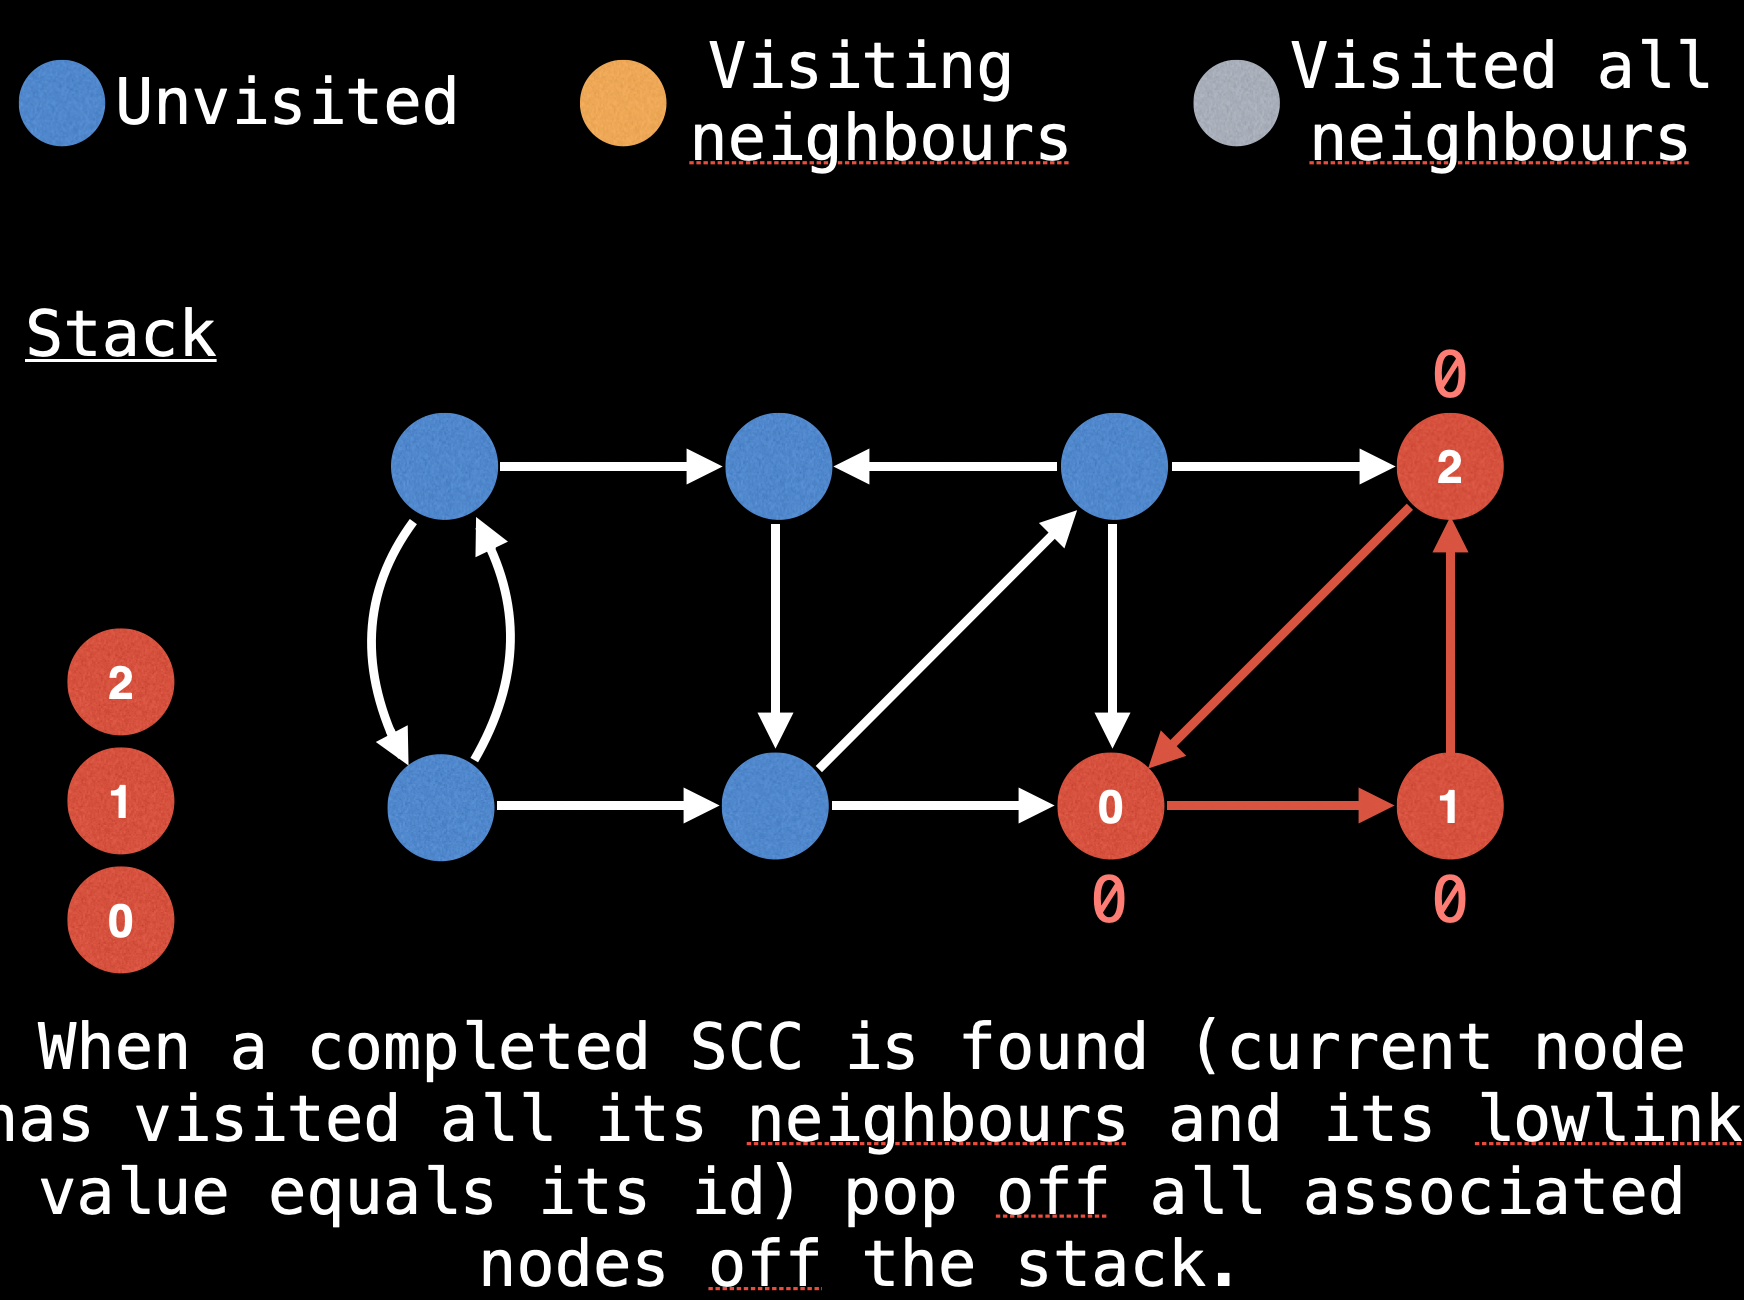 Unvisited
Visiting
neighbours
Visited all
neighbours
Stack
0
2
2
1
0
0
1
0
0
When a completed SCC is found (current node
has visited all its neighbours and its lowlink
value equals its id) pop off all associated
nodes off the stack.